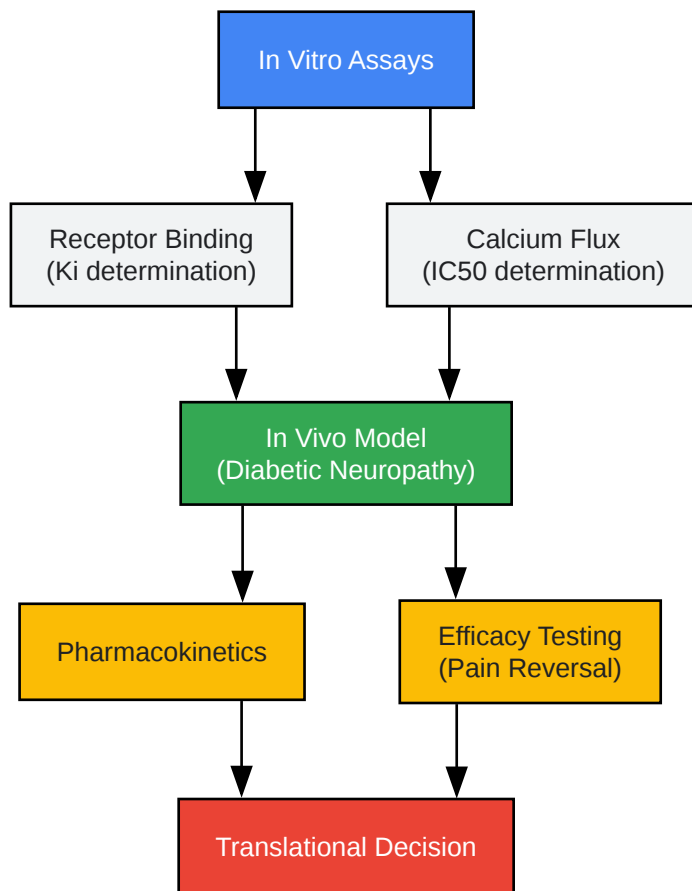 In Vitro Assays
Receptor Binding
(Ki determination)
Calcium Flux
(IC50 determination)
In Vivo Model
(Diabetic Neuropathy)
Pharmacokinetics
Efficacy Testing
(Pain Reversal)
Translational Decision